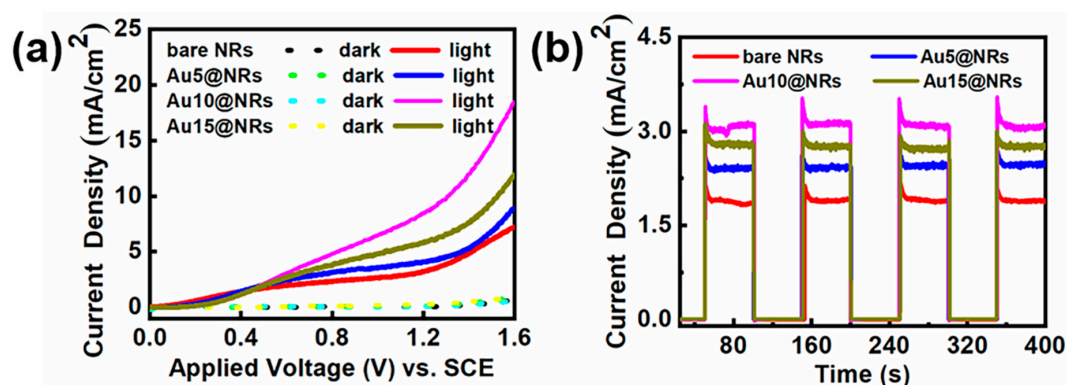 (a)
Current Density (mA/cm²)
25
20
15
10
5
0
bare NRs dark light
Au5@NRs dark light
Au10@NRs dark light
Au15@NRs dark light
0.0 0.4 0.8 1.2 1.6
Applied Voltage (V) vs. SCE
(b)
Current Density (mA/cm²)
4.5
3.0
1.5
0.0
bare NRs Au5@NRs
Au10@NRs Au15@NRs
80 160 240 320 400
Time (s)